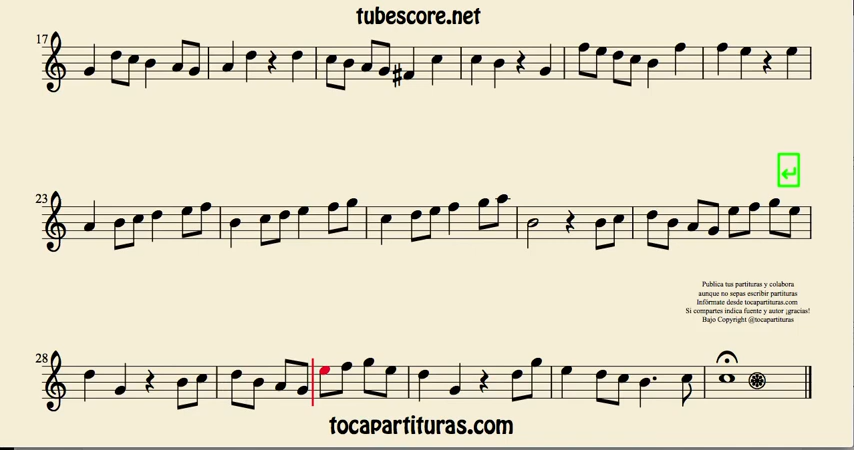 tubescore.net
17
23
Publica tus partituras y colabora
aunque no sepas escribir partituras
Infórmate desde tocapartituras.com
Si compartes indica fuente y autor ¡gracias!
Bajo Copyright @tocapartituras
28
tocapartituras.com